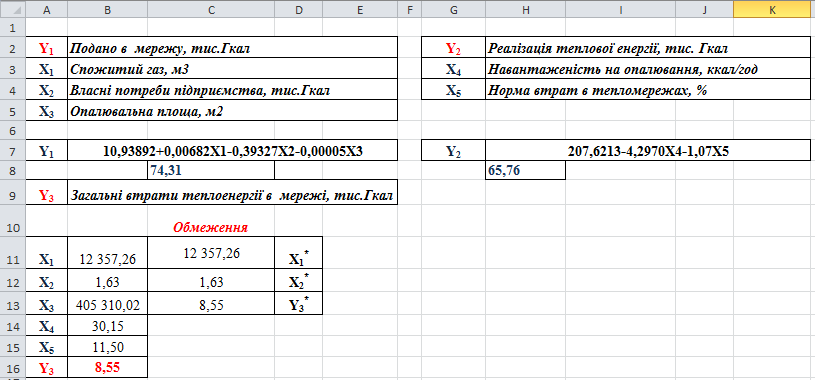 A B C D E F G H I J K
1
2 Y1 Подано в мережу, тис.Гкал Y2 Реалізація теплової енергії, тис. Гкал
3 X1 Спожитий газ, м3 X4 Навантаженість на опалювання, ккал/год
4 X2 Власні потреби підприємства, тис.Гкал X5 Норма втрат в тепломережах, %
5 X3 Опалювальна площа, м2
6
7 Y1 10,93892+0,00682X1-0,39327X2-0,00005X3 Y2 207,6213-4,2970X4-1,07X5
8 74,31 65,76
9 Y3 Загальні втрати теплоенергії в мережі, тис.Гкал
10 Обмеження
11 X1 12 357,26 12 357,26 X1*
12 X2 1,63 1,63 X2*
13 X3 405 310,02 8,55 Y3*
14 X4 30,15
15 X5 11,50
16 Y3 8,55